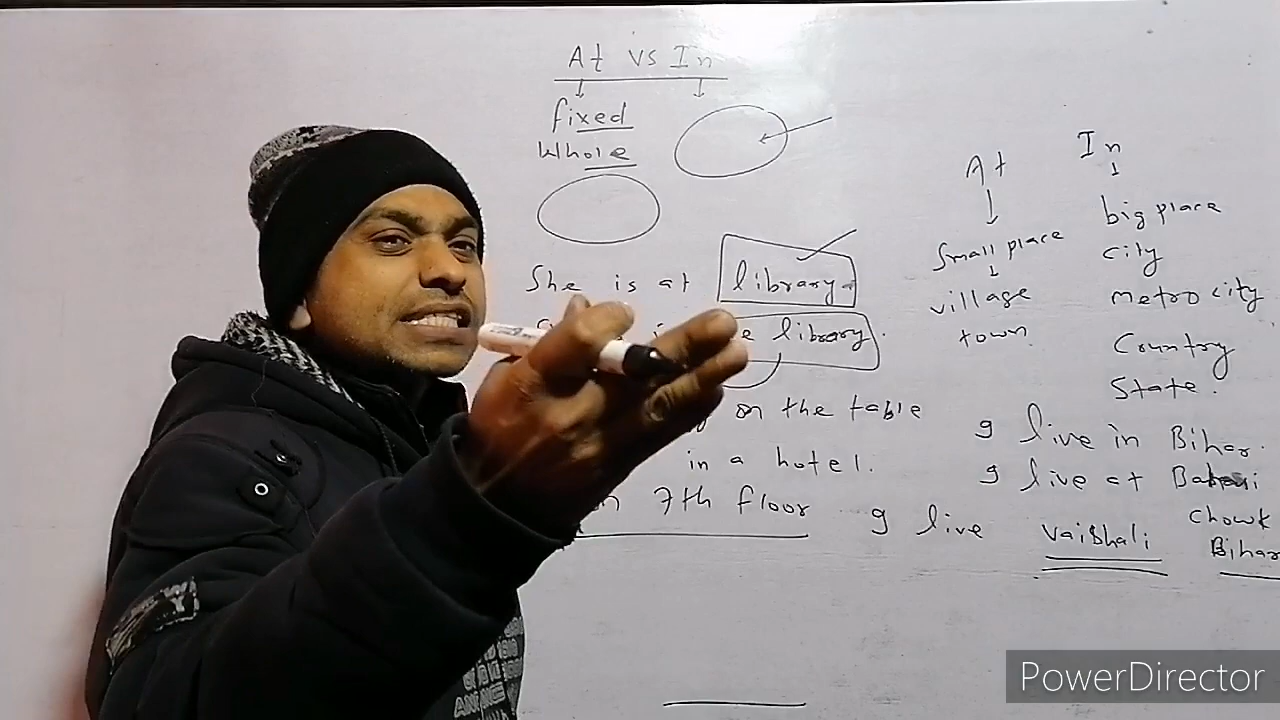 At vs In
fixed
Whole
She is at library.
library.
on the table
in a hotel.
7th floor
At
Small place
village
town.
In
big place
city
metro city
Country
State.
I live in Bihar.
I live at
Chowk
I live Vaishali Bihar
PowerDirector